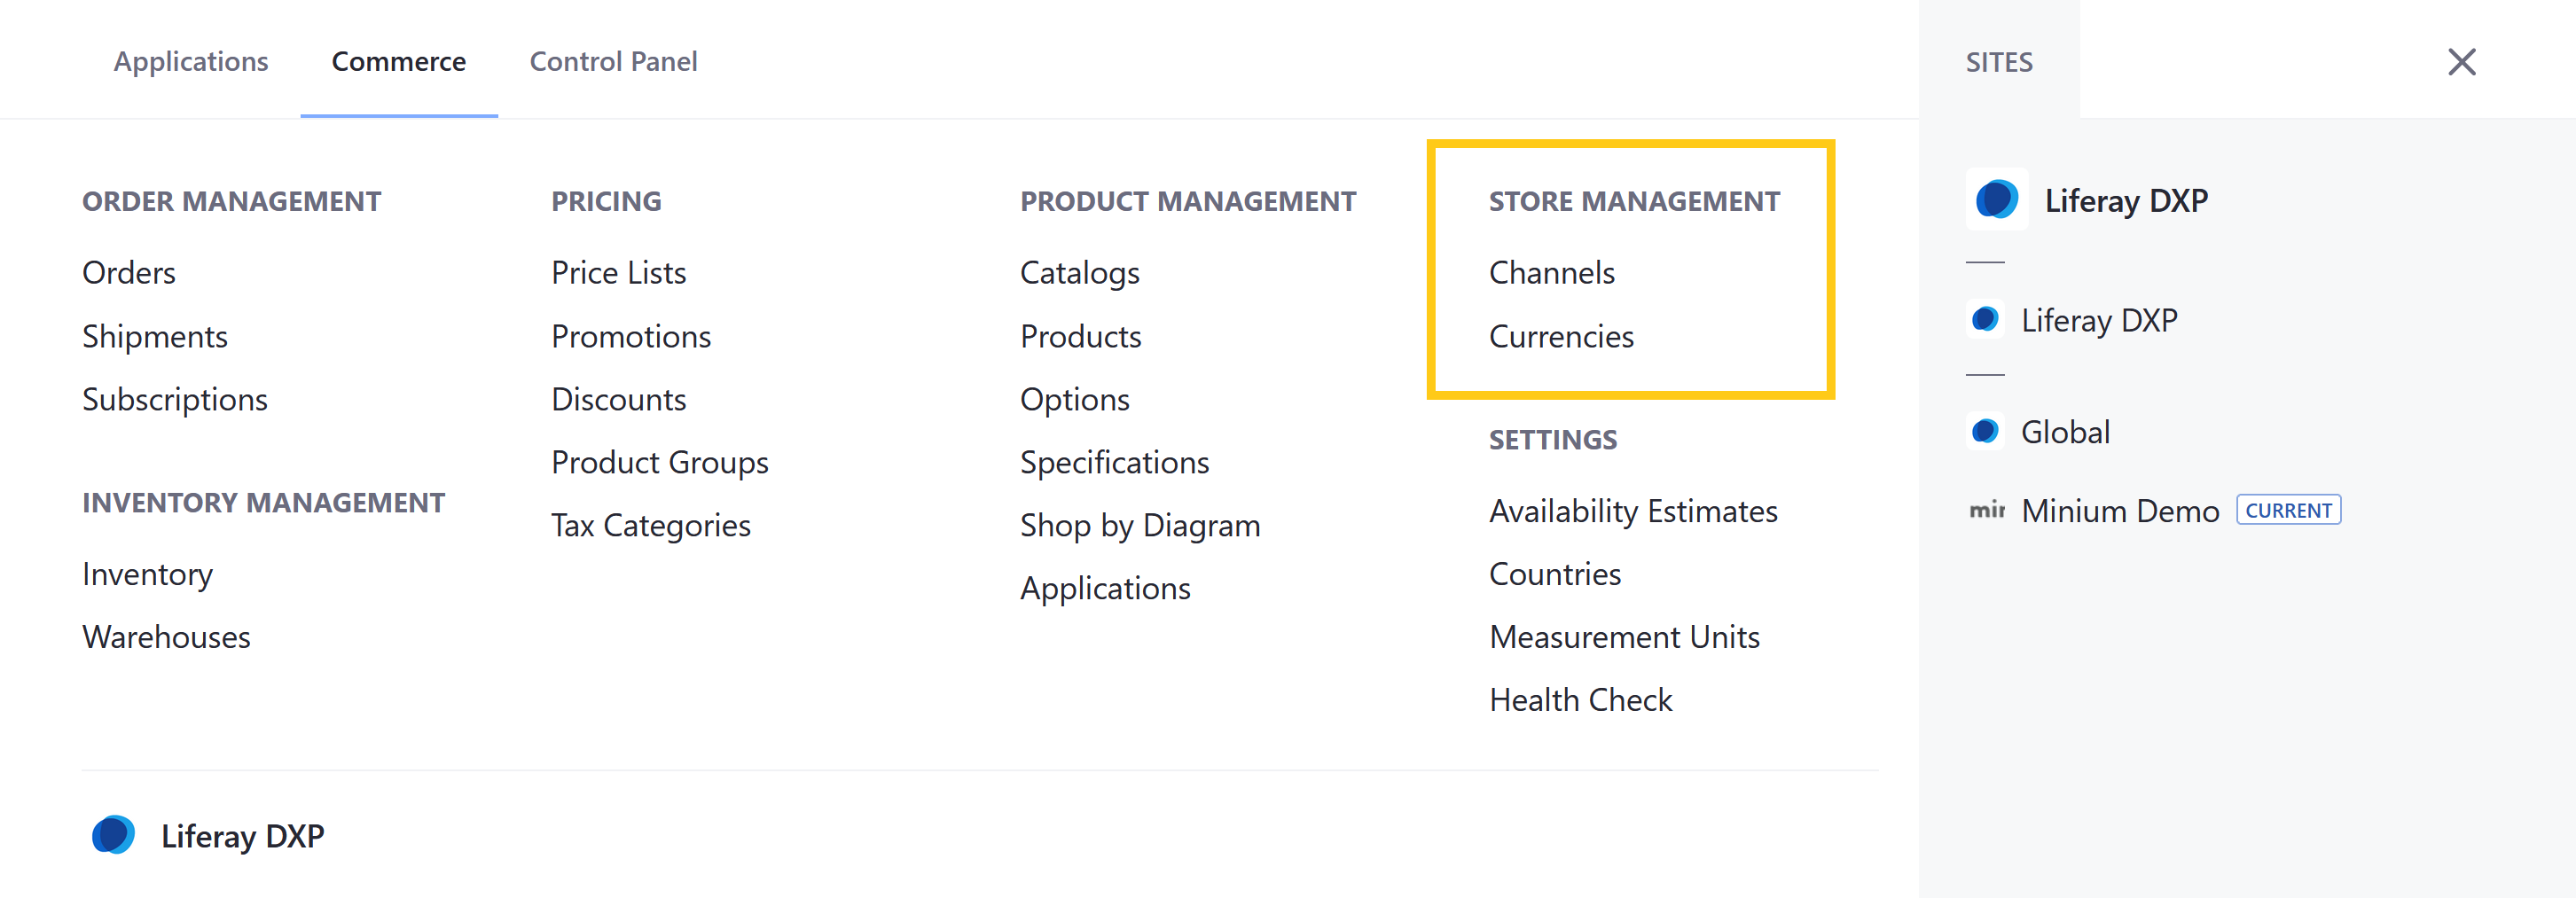 Applications
Commerce
Control Panel
SITES
ORDER MANAGEMENT
Orders
Shipments
Subscriptions
INVENTORY MANAGEMENT
Inventory
Warehouses
PRICING
Price Lists
Promotions
Discounts
Product Groups
Tax Categories
PRODUCT MANAGEMENT
Catalogs
Products
Options
Specifications
Shop by Diagram
Applications
STORE MANAGEMENT
Channels
Currencies
SETTINGS
Availability Estimates
Countries
Measurement Units
Health Check
Liferay DXP
Liferay DXP
Liferay DXP
Global
Minium Demo CURRENT